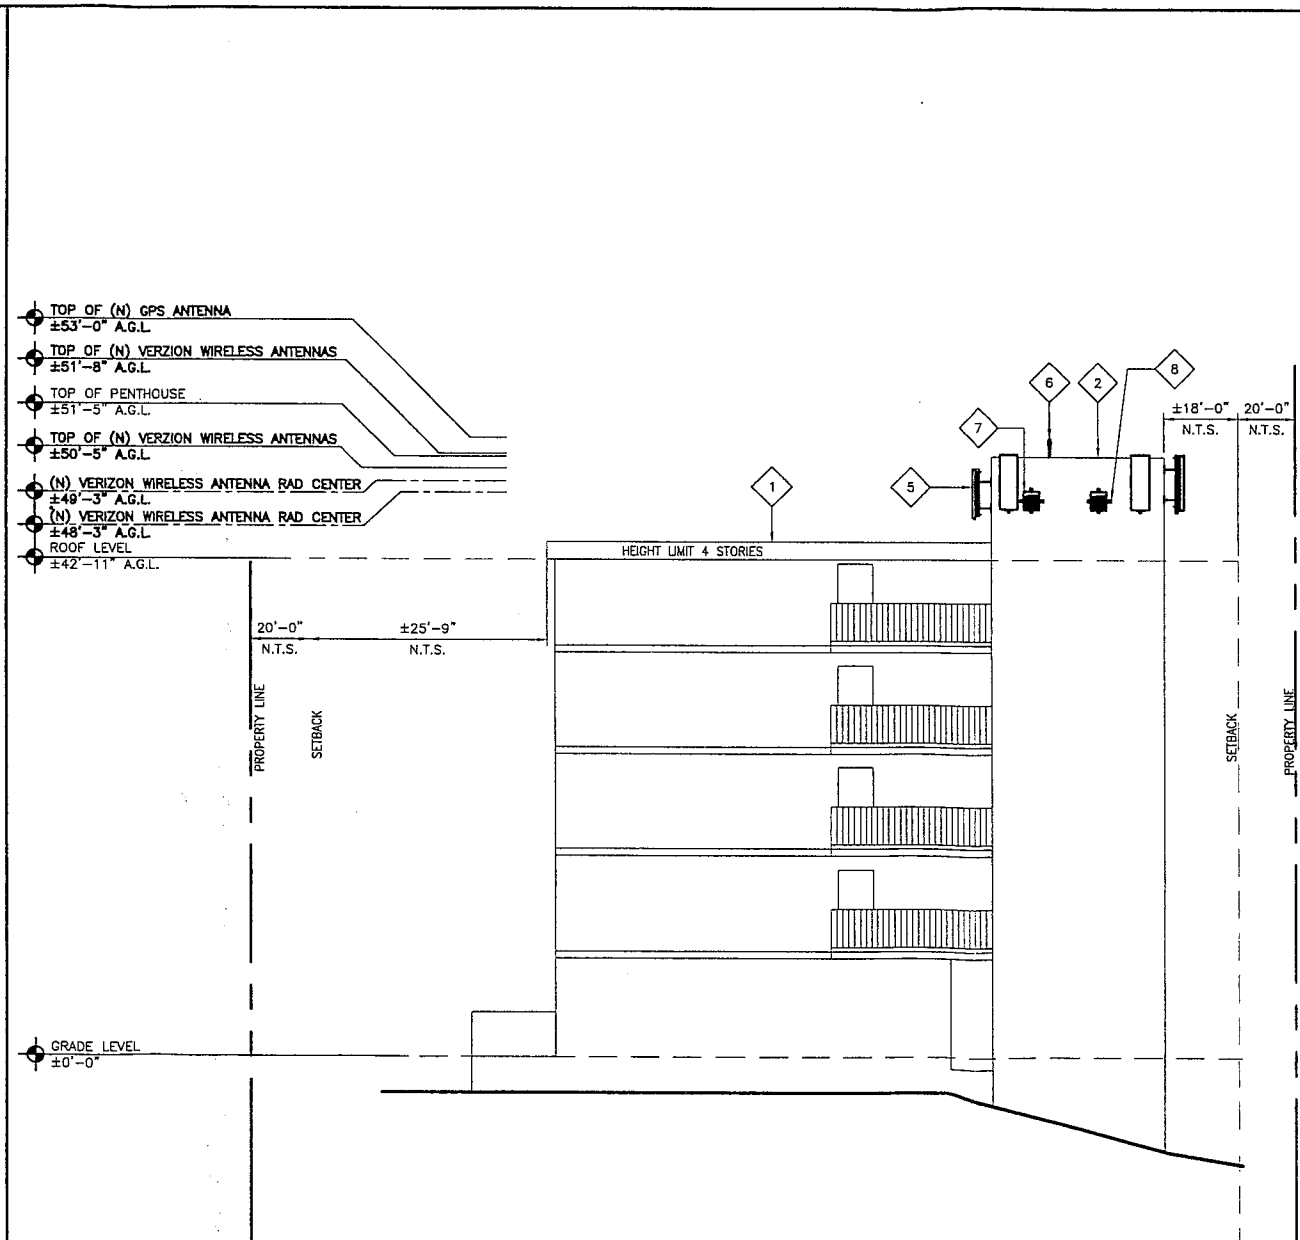 TOP OF (N) GPS ANTENNA
±53'-0" A.G.L.
TOP OF (N) VERZION WIRELESS ANTENNAS
±51'-8" A.G.L.
TOP OF PENTHOUSE
±51'-5" A.G.L.
TOP OF (N) VERZION WIRELESS ANTENNAS
±50'-5" A.G.L.
(N) VERIZON WIRELESS ANTENNA RAD CENTER
±49'-3" A.G.L.
(N) VERIZON WIRELESS ANTENNA RAD CENTER
±48'-3" A.G.L.
ROOF LEVEL
±42'-11" A.G.L.
6
2
8
7
5
1
±18'-0"
N.T.S.
20'-0"
N.T.S.
HEIGHT LIMIT 4 STORIES
20'-0"
N.T.S.
±25'-9"
N.T.S.
PROPERTY LINE
SETBACK
SETBACK
PROPERTY LINE
GRADE LEVEL
±0'-0"